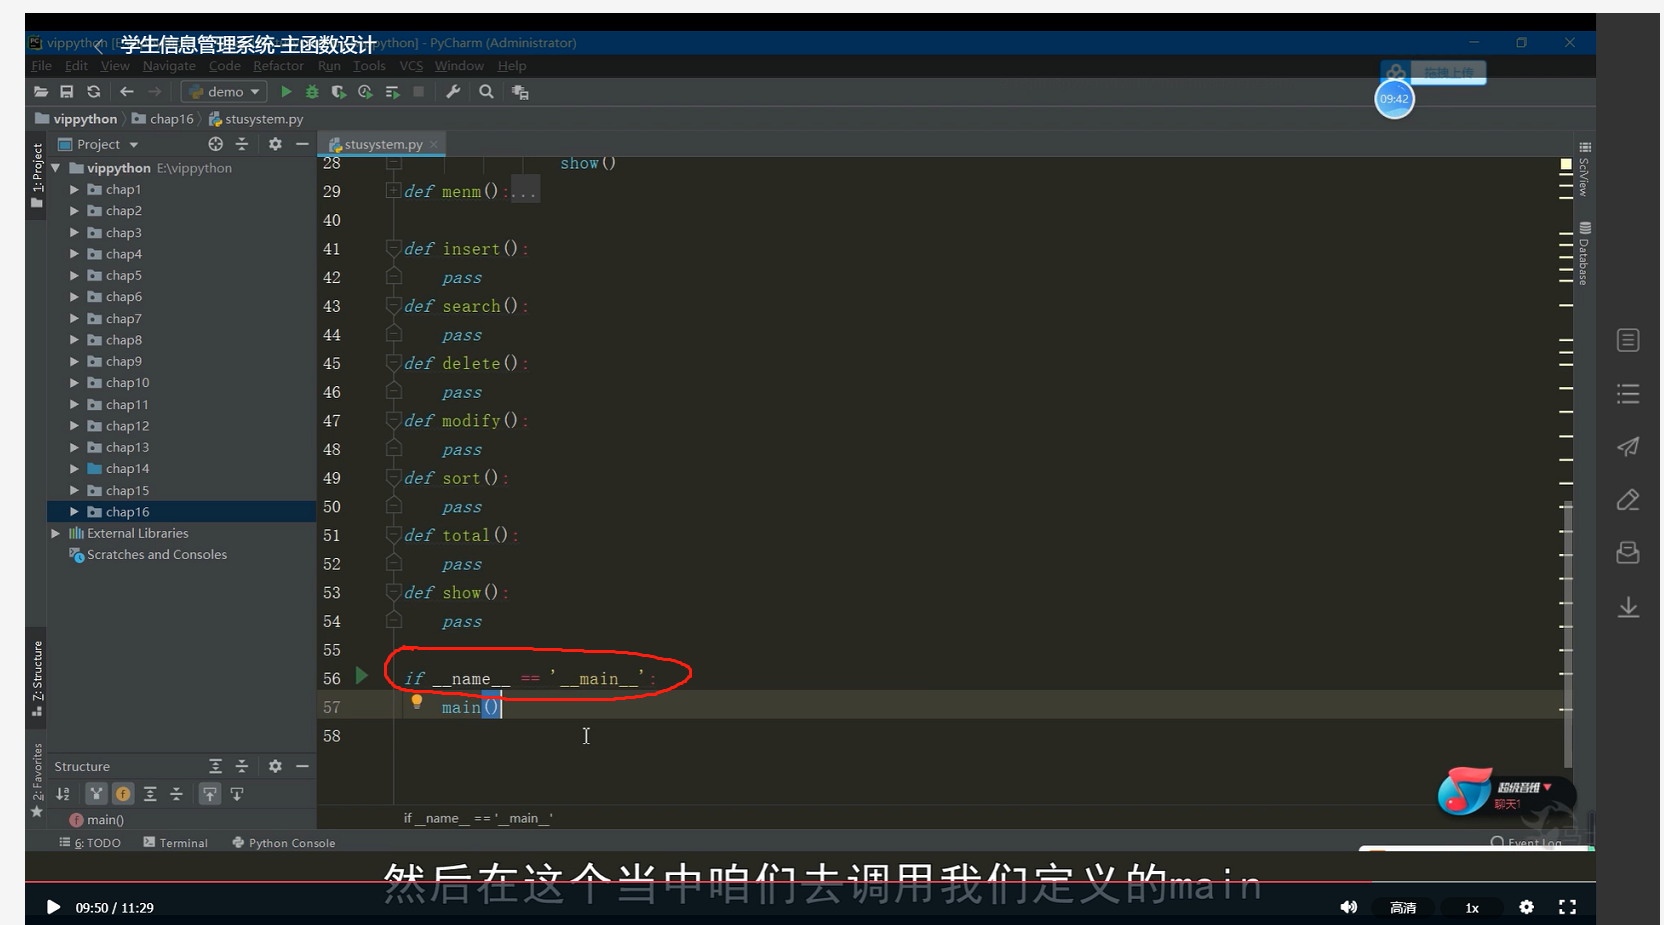 学生信息管理系统-主函数设计
vippython
ython] - PyCharm (Administrator)
File Edit View Navigate Code Refactor Run Tools VCS Window Help
拖拽上传
demo
09:42
vippython chap16 stusystem.py
1: Project
Project
stusystem.py
vippython E:\vippython
chap1
chap2
chap3
chap4
chap5
chap6
chap7
chap8
chap9
chap10
chap11
chap12
chap13
chap14
chap15
chap16
External Libraries
Scratches and Consoles
28 show()
29 def menm():...
40
41 def insert():
42 pass
43 def search():
44 pass
45 def delete():
46 pass
47 def modify():
48 pass
49 def sort():
50 pass
51 def total():
52 pass
53 def show():
54 pass
55
56 if __name__ == '__main__':
57 main()
58
SciView
Database
Z: Structure
2: Favorites
Structure
main()
if __name__ == '__main__'
聊天1
6: TODO Terminal Python Console
Event Log
然后在这个当中咱们去调用我们定义的main
09:50 / 11:29
高清
1x